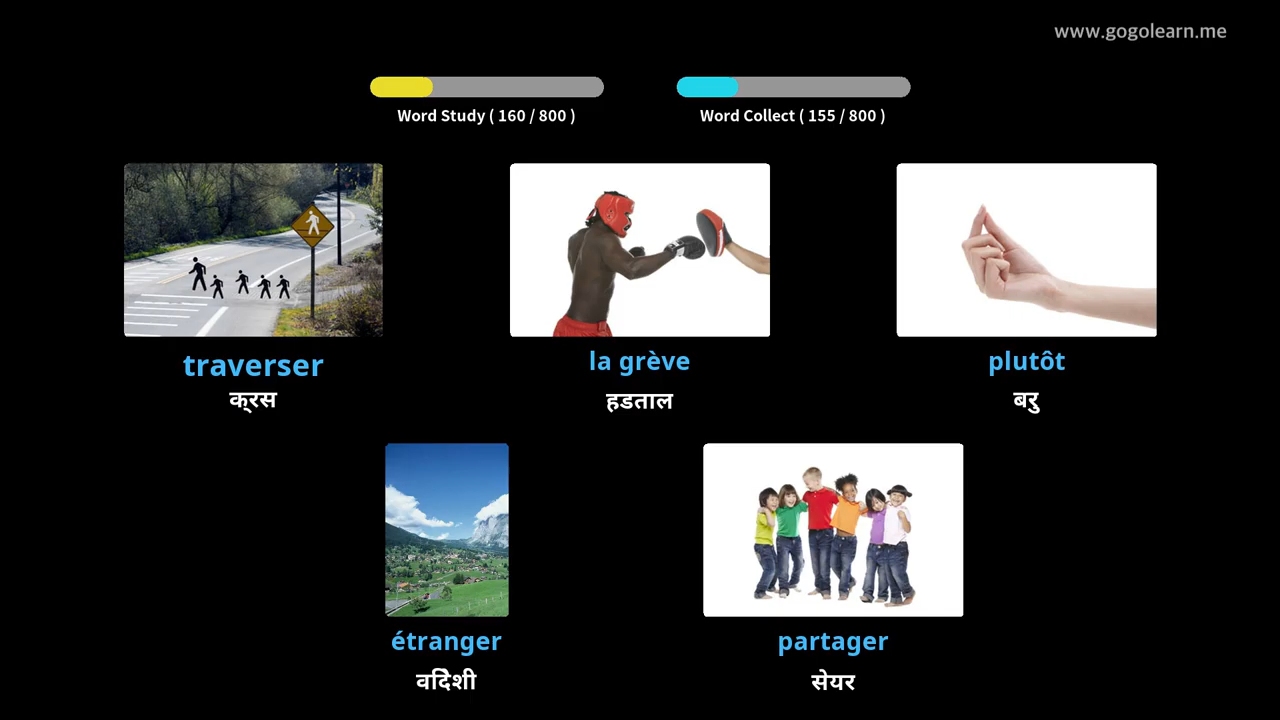 www.gogolearn.me
Word Study ( 160 / 800 )
Word Collect ( 155 / 800 )
traverser
क्रस
la grève
हडताल
plutôt
बरु
étranger
विदेशी
partager
सेयर